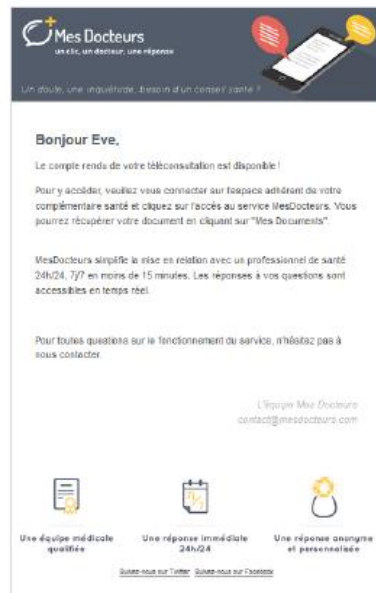 Mes Docteurs
un clic, un docteur, une réponse
Un doute, une inquiétude, besoin d'un conseil santé ?
Bonjour Eve,
Le compte rendu de votre téléconsultation est disponible !
Pour y accéder, veuillez vous connecter sur l'espace adhérent de votre
complémentaire santé et cliquez sur l'accès au service MesDocteurs. Vous
pourrez récupérer votre document en cliquant sur "Mes Documents".
MesDocteurs simplifie la mise en relation avec un professionnel de santé
24h/24, 7j/7 en moins de 15 minutes. Les réponses à vos questions sont
accessibles en temps réel.
Pour toutes questions sur le fonctionnement du service, n'hésitez pas à
nous contacter.
L'équipe Mes Docteurs
contact@mesdocteurs.com
7j/7
Une équipe médicale
qualifiée
Une réponse immédiate
24h/24
Une réponse anonyme
et personnalisée
Suivez-nous sur Twitter Suivez-nous sur Facebook